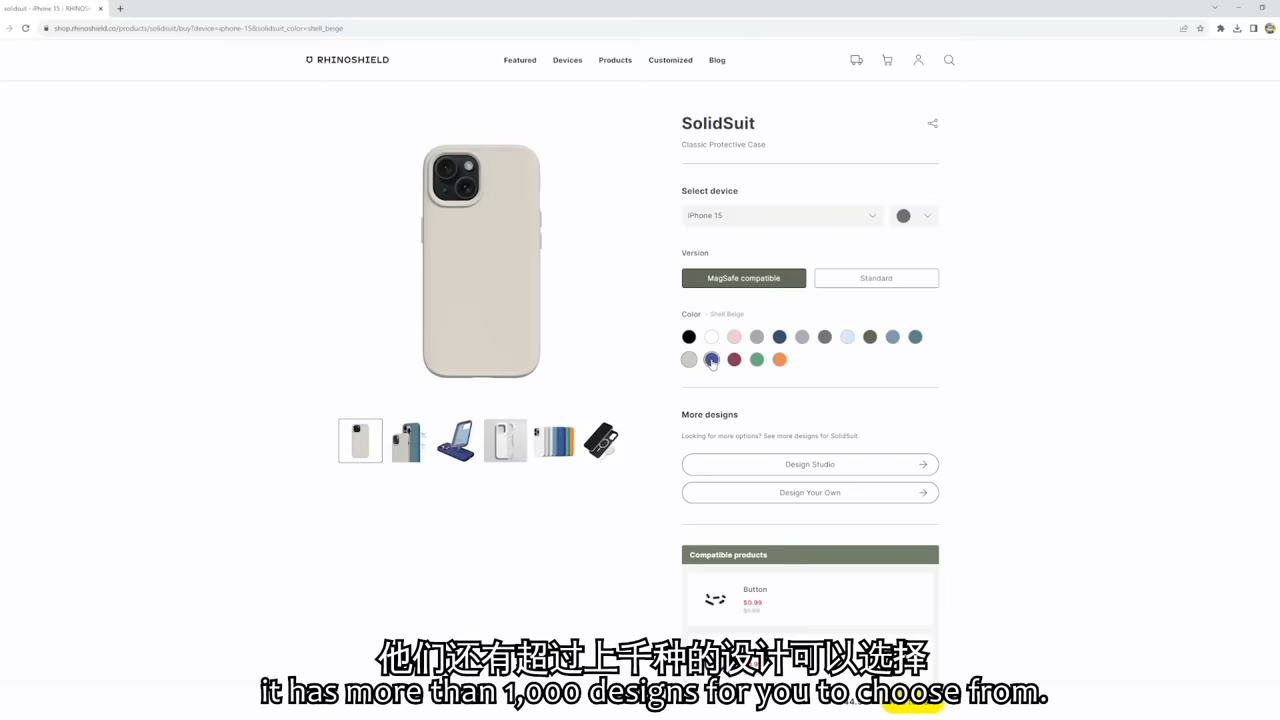 solidsuit - iPhone 15 | RHINOS
shop.rhinoshield.co/products/solidsuit/buy?device=iphone-15&solidsuit_color=shell_beige
RHINOSHIELD
Featured Devices Products Customized Blog
SolidSuit
Classic Protective Case
Select device
iPhone 15
Version
MagSafe compatible Standard
Color - Shell Beige
More designs
Looking for more options? See more designs for SolidSuit.
Design Studio
Design Your Own
Compatible products
Button
$0.99
$1.99
他们还有超过上千种的设计可以选择
it has more than 1,000 designs for you to choose from.